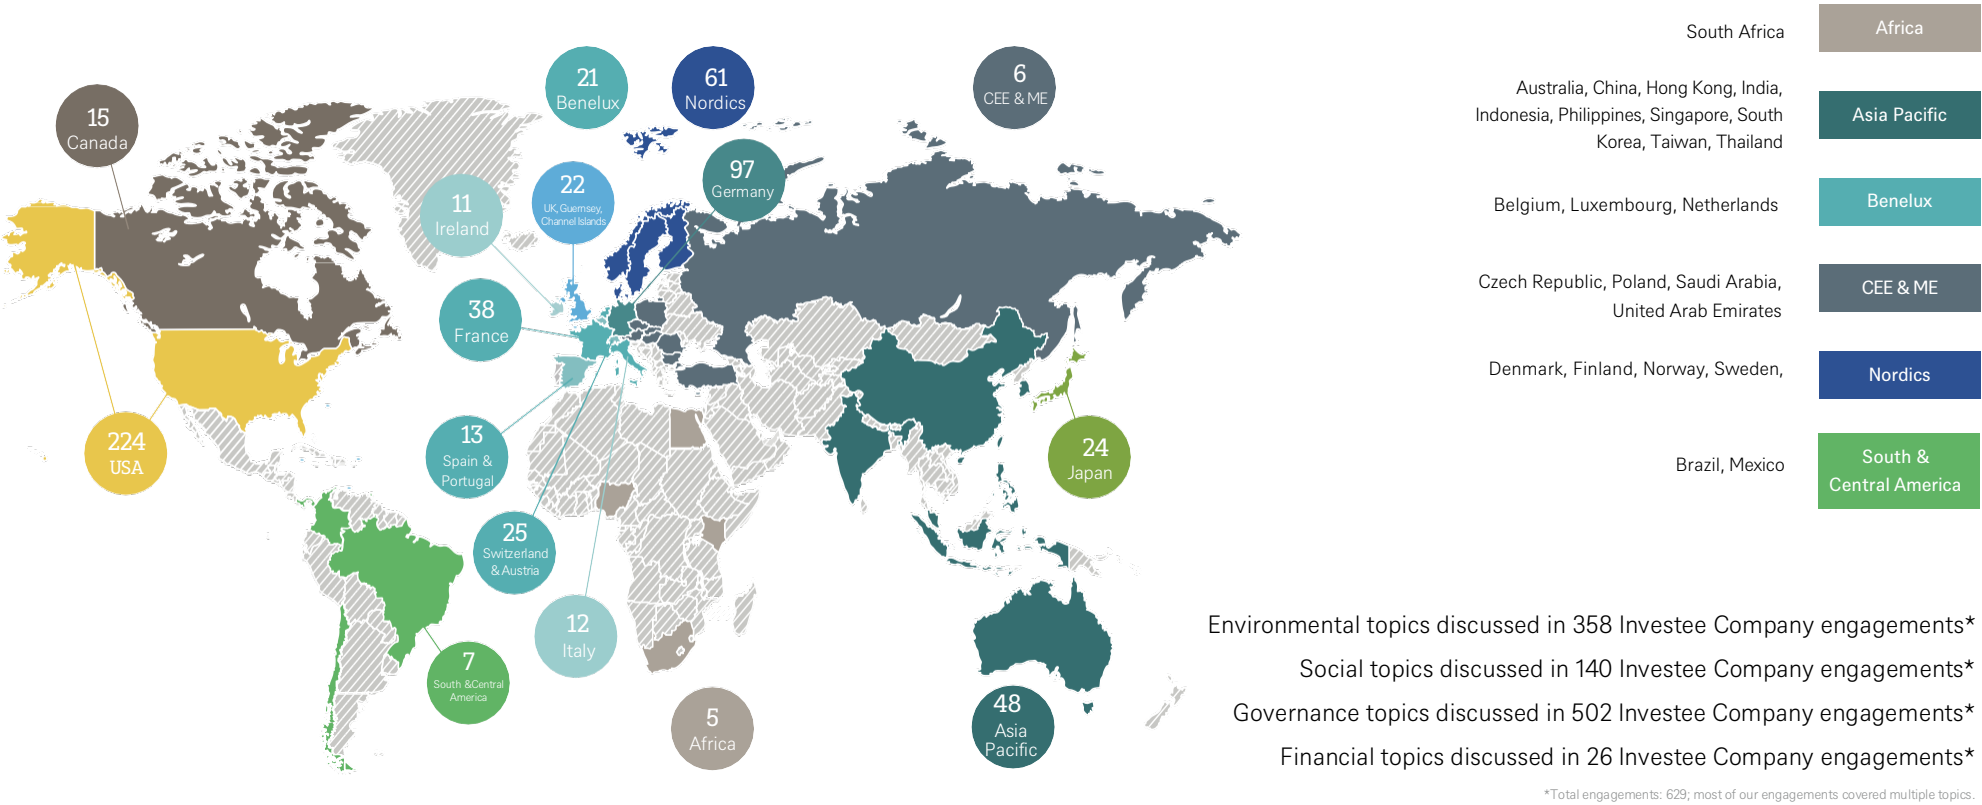 15
Canada
21
Benelux
61
Nordics
6
CEE & ME
97
Germany
22
UK, Guernsey,
Channel Islands
11
Ireland
38
France
224
USA
13
Spain &
Portugal
24
Japan
25
Switzerland
& Austria
12
Italy
7
South &Central
America
5
Africa
48
Asia
Pacific
South Africa
Africa
Australia, China, Hong Kong, India,
Indonesia, Philippines, Singapore, South
Korea, Taiwan, Thailand
Asia Pacific
Belgium, Luxembourg, Netherlands
Benelux
Czech Republic, Poland, Saudi Arabia,
United Arab Emirates
CEE & ME
Denmark, Finland, Norway, Sweden,
Nordics
Brazil, Mexico
South &
Central America
Environmental topics discussed in 358 Investee Company engagements*
Social topics discussed in 140 Investee Company engagements*
Governance topics discussed in 502 Investee Company engagements*
Financial topics discussed in 26 Investee Company engagements*
*Total engagements: 629; most of our engagements covered multiple topics.